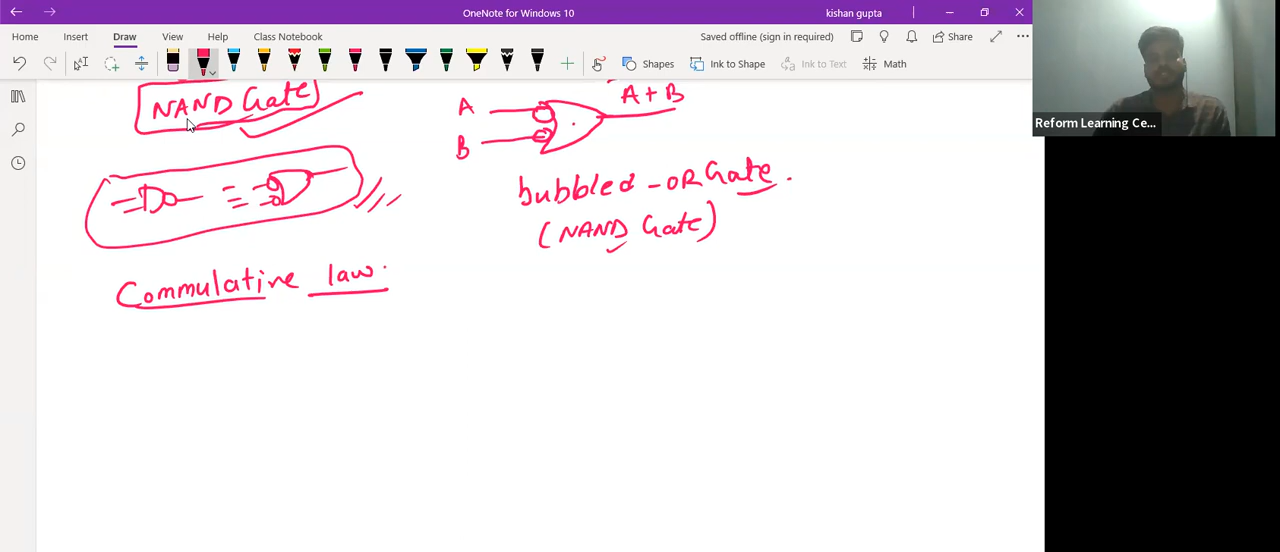 OneNote for Windows 10
kishan gupta
Home Insert Draw View Help Class Notebook
Saved offline (sign in required)
Share
Shapes
Ink to Shape
Ink to Text
Math
Reform Learning Ce...
NAND Gate
A
B
A + B
bubbled - OR Gate.
(NAND Gate)
Commulative law.